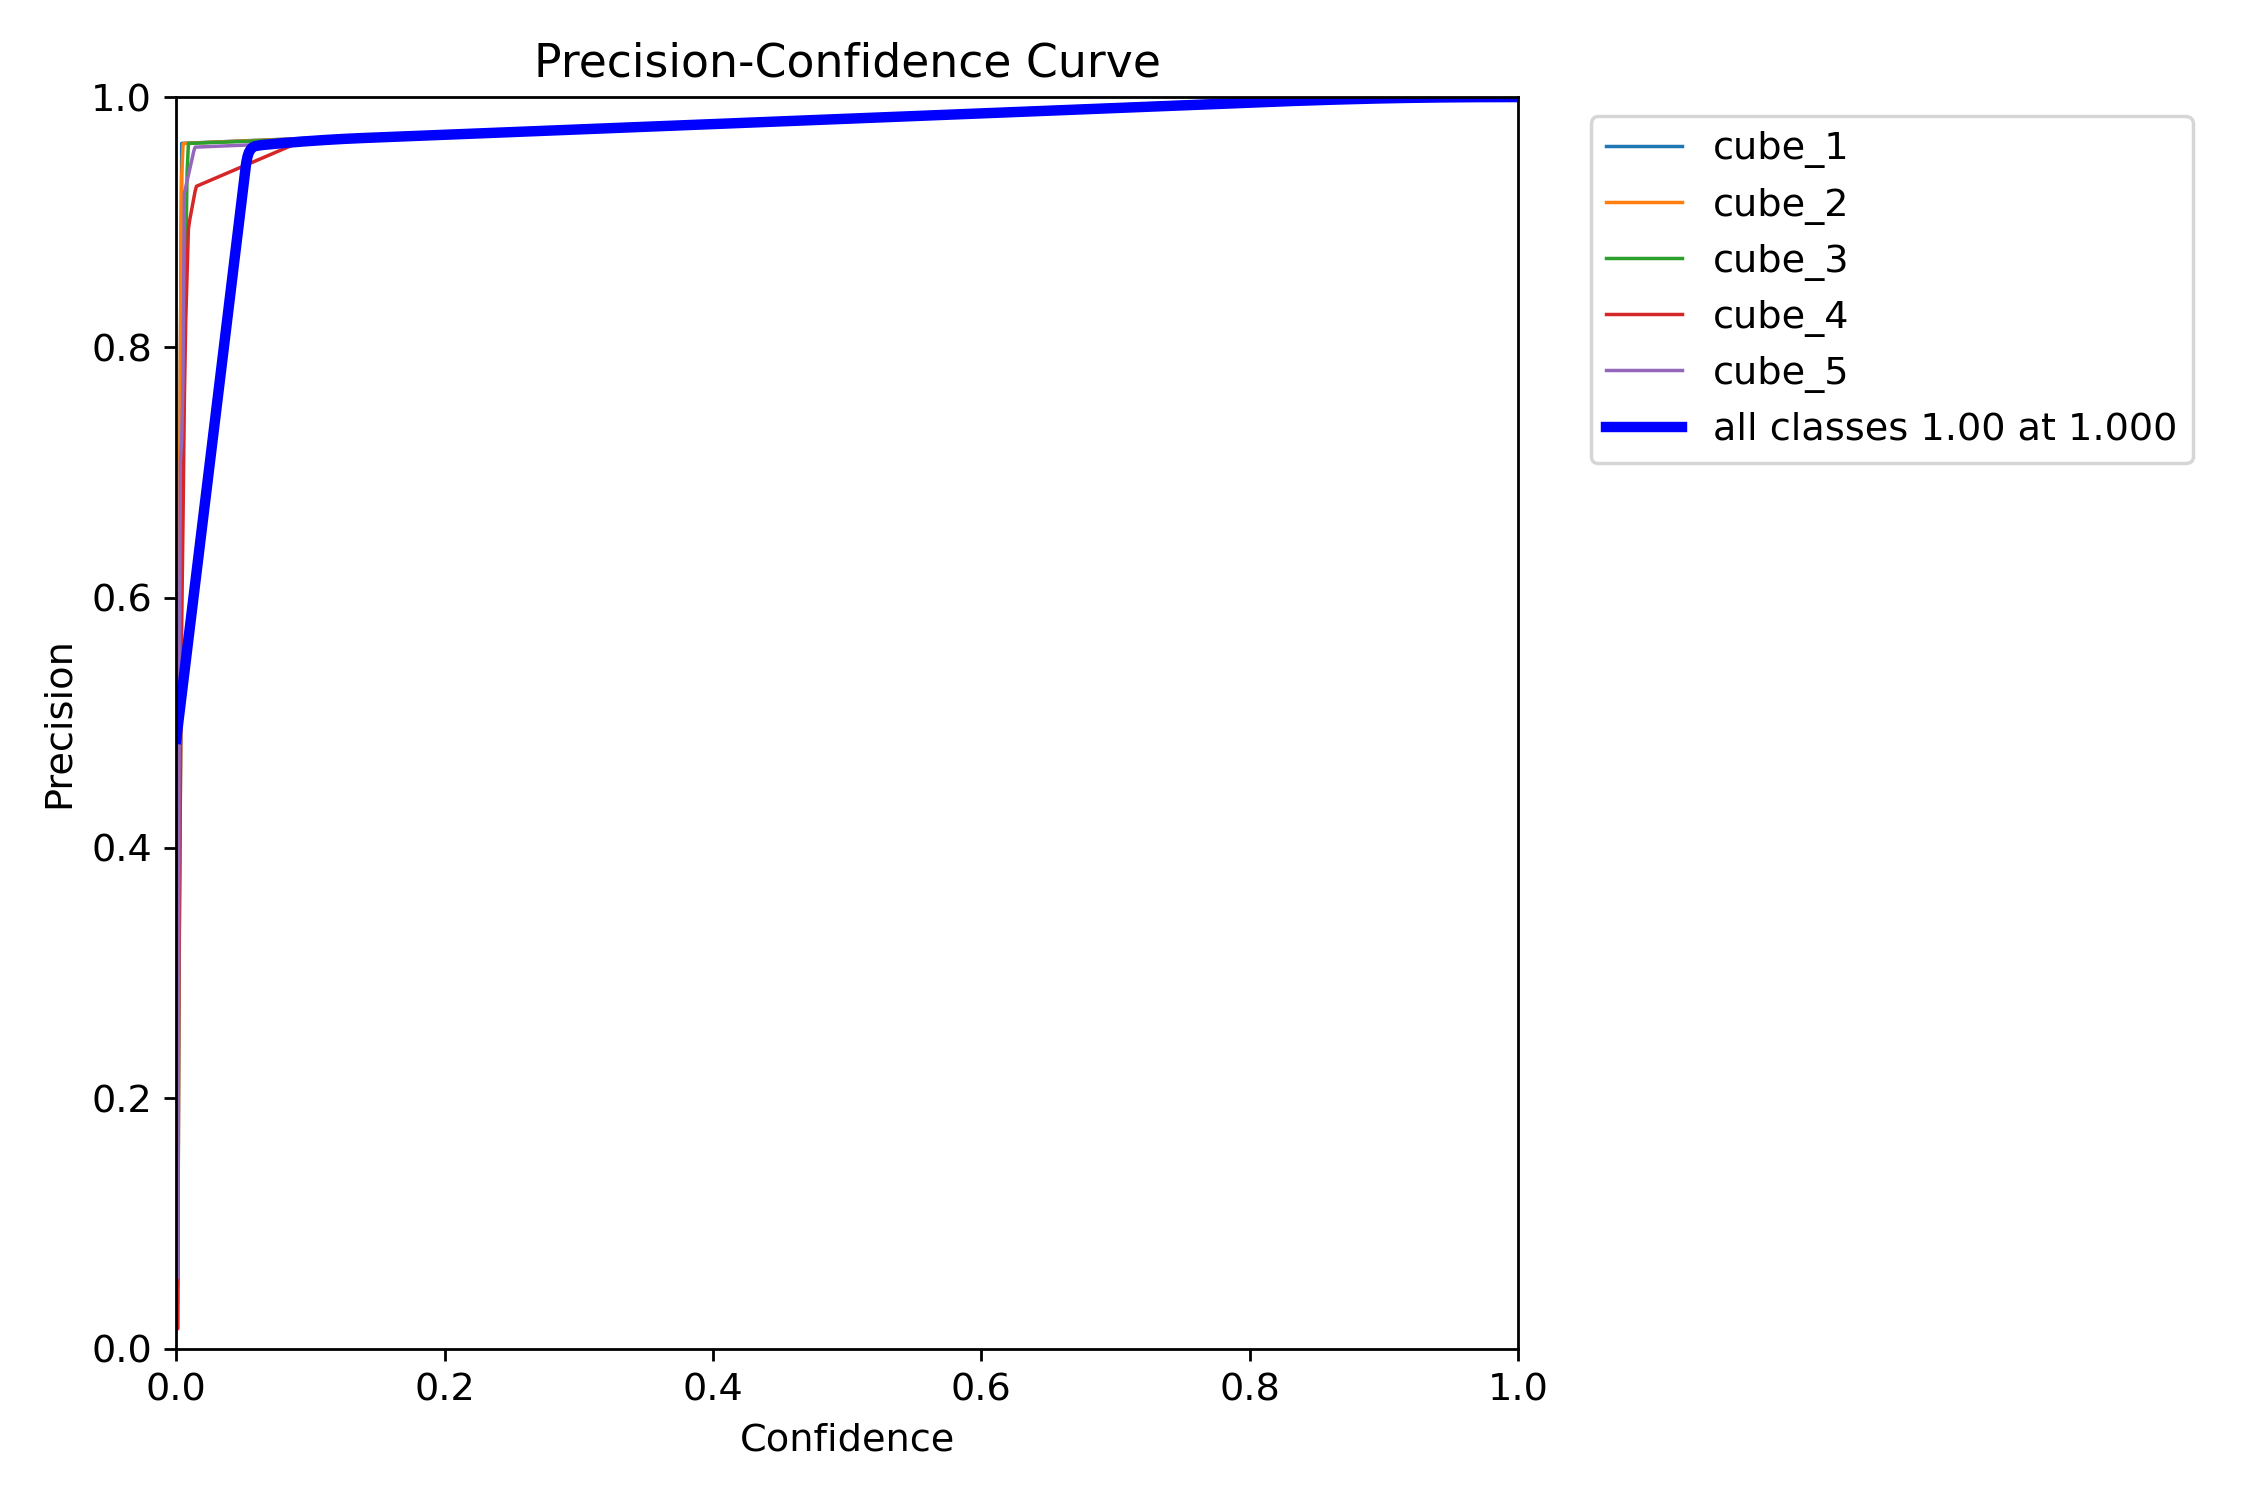 Precision-Confidence Curve
1.0
0.8
0.6
0.4
0.2
0.0
Precision
0.0 0.2 0.4 0.6 0.8 1.0
Confidence
cube_1
cube_2
cube_3
cube_4
cube_5
all classes 1.00 at 1.000